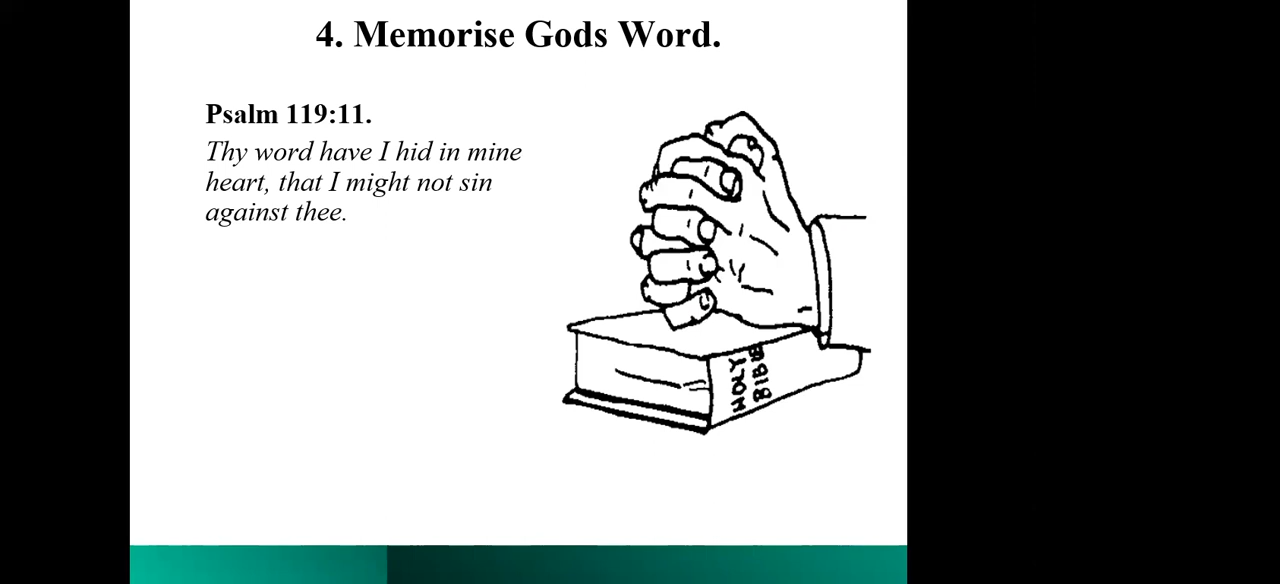 4. Memorise Gods Word.
Psalm 119:11.
Thy word have I hid in mine
heart, that I might not sin
against thee.
HOLY
BIBLE